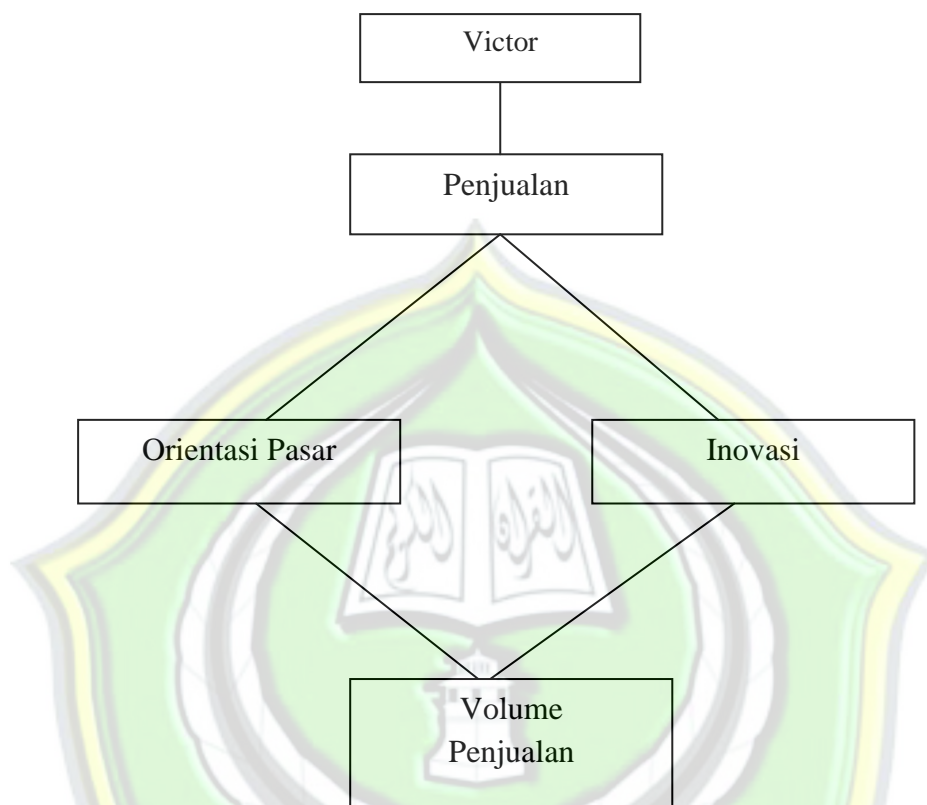 Victor
Penjualan
Orientasi Pasar
Inovasi
Volume
Penjualan